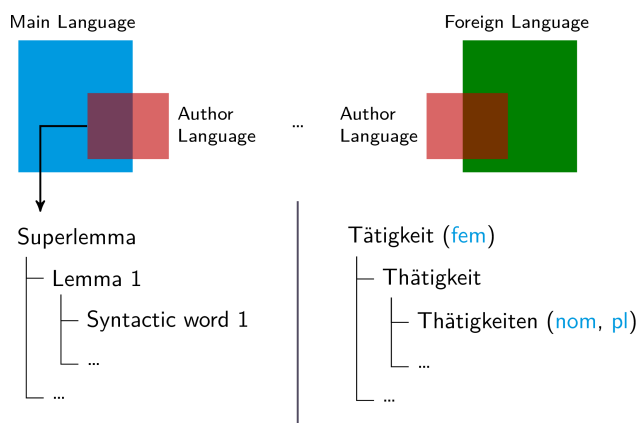 Main Language
Foreign Language
Author
Language
...
Author
Language
Superlemma
Lemma 1
Syntactic word 1
...
...
Tätigkeit (fem)
Thätigkeit
Thätigkeiten (nom, pl)
...
...